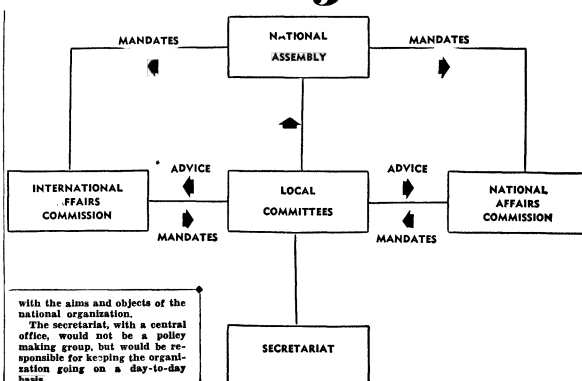 MANDATES
NATIONAL
ASSEMBLY
MANDATES
ADVICE
ADVICE
INTERNATIONAL
AFFAIRS
COMMISSION
LOCAL
COMMITTEES
NATIONAL
AFFAIRS
COMMISSION
MANDATES
MANDATES
with the aims and objects of the
national organization.
The secretariat, with a central
office, would not be a policy
making group, but would be re-
sponsible for keeping the organi-
zation going on a day-to-day
basis
SECRETARIAT